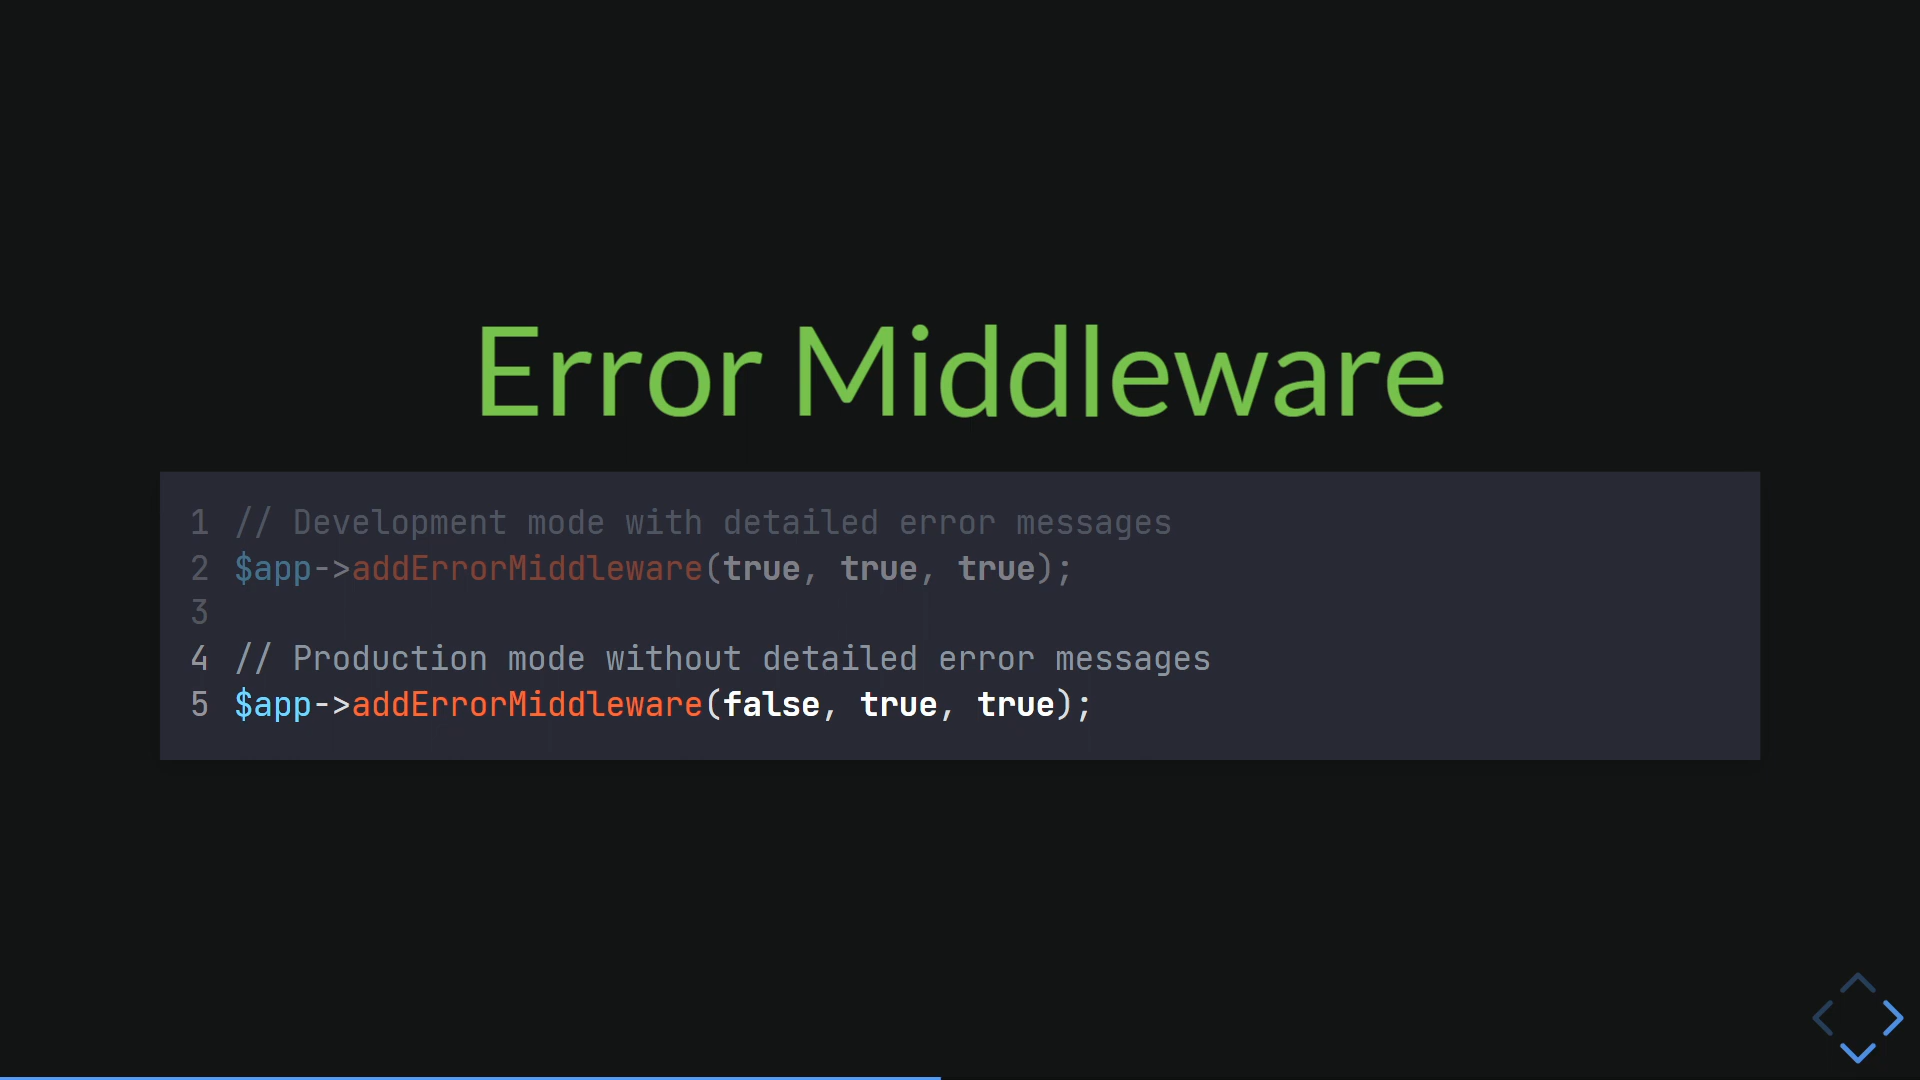 Error Middleware
1 // Development mode with detailed error messages
2 $app->addErrorMiddleware(true, true, true);
3
4 // Production mode without detailed error messages
5 $app->addErrorMiddleware(false, true, true);